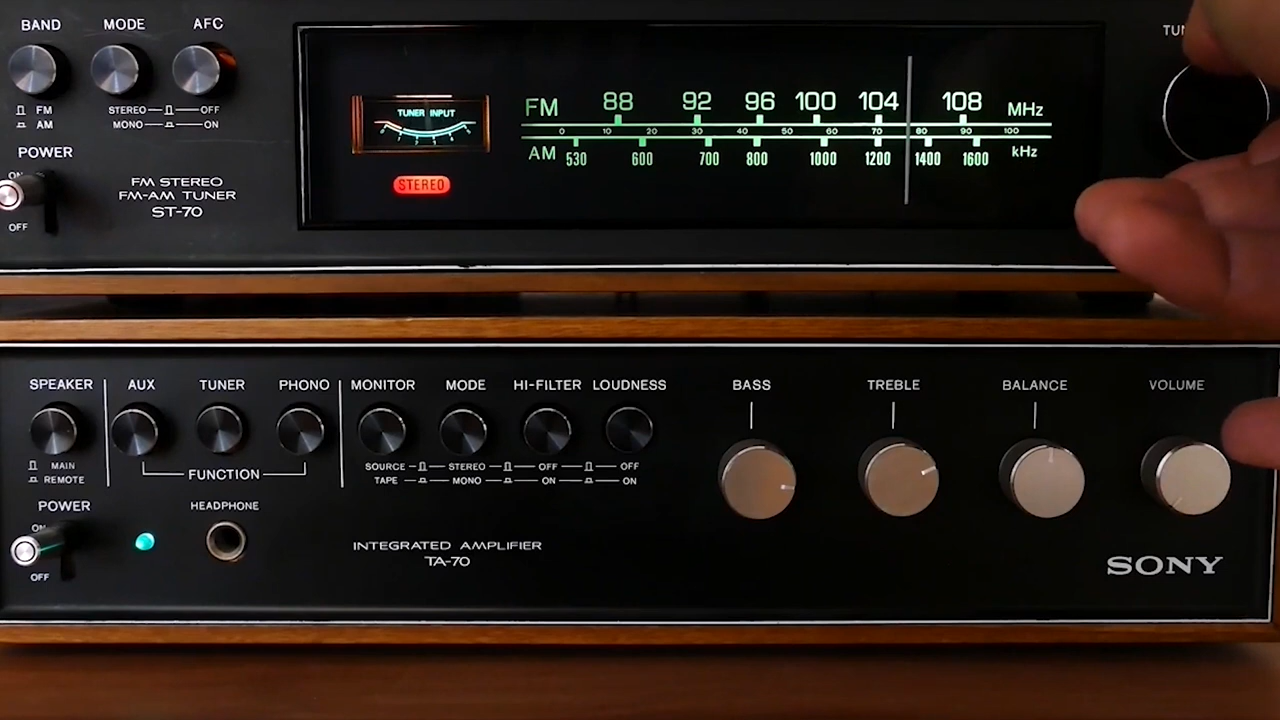 BAND MODE AFC
FM STEREO OFF
AM MONO ON
POWER
ON
OFF
FM STEREO
FM-AM TUNER
ST-70
TUNER INPUT
STEREO
FM 88 92 96 100 104 108 MHz
0 10 20 30 40 50 60 70 80 90 100
AM 530 600 700 800 1000 1200 1400 1600 kHz
SPEAKER AUX TUNER PHONO MONITOR MODE HI-FILTER LOUDNESS BASS TREBLE BALANCE VOLUME
MAIN
REMOTE
FUNCTION
SOURCE STEREO OFF OFF
TAPE MONO ON ON
POWER
ON
OFF
HEADPHONE
INTEGRATED AMPLIFIER
TA-70
SONY